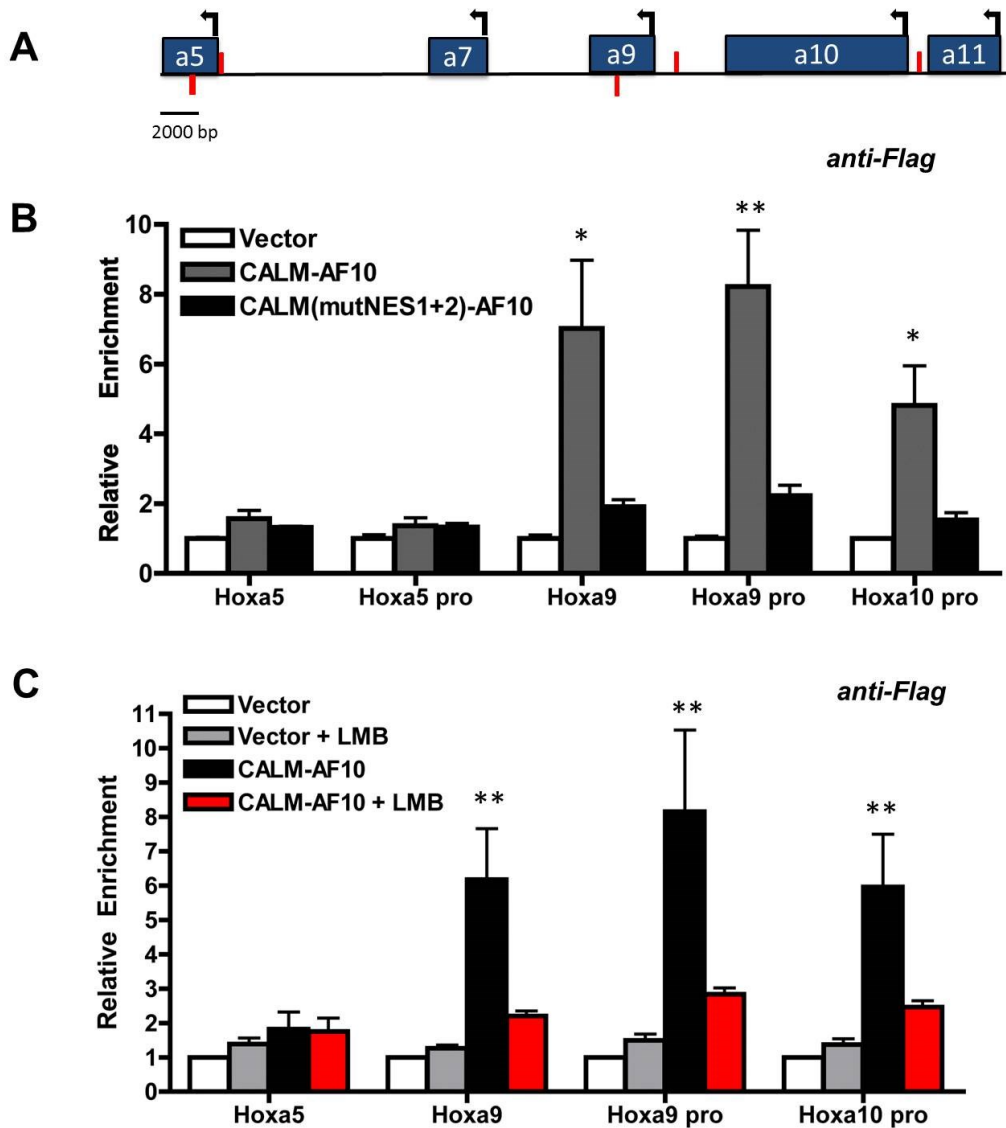 A
a5 a7 a9 a10 a11
2000 bp
anti-Flag
B
Relative Enrichment
10
8
6
4
2
0
Vector
CALM-AF10
CALM(mutNES1+2)-AF10
* ** *
Hoxa5 Hoxa5 pro Hoxa9 Hoxa9 pro Hoxa10 pro
C
anti-Flag
Relative Enrichment
11
10
9
8
7
6
5
4
3
2
1
0
Vector
Vector + LMB
CALM-AF10
CALM-AF10 + LMB
** ** **
Hoxa5 Hoxa9 Hoxa9 pro Hoxa10 pro